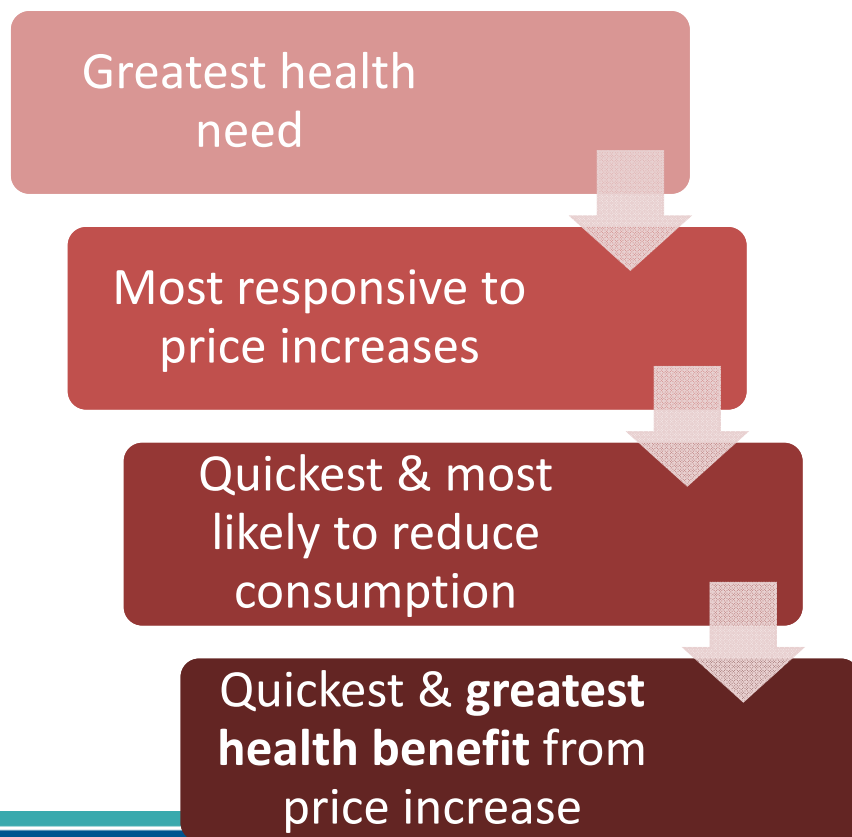 Greatest health
need
Most responsive to
price increases
Quickest & most
likely to reduce
consumption
Quickest & greatest
health benefit from
price increase